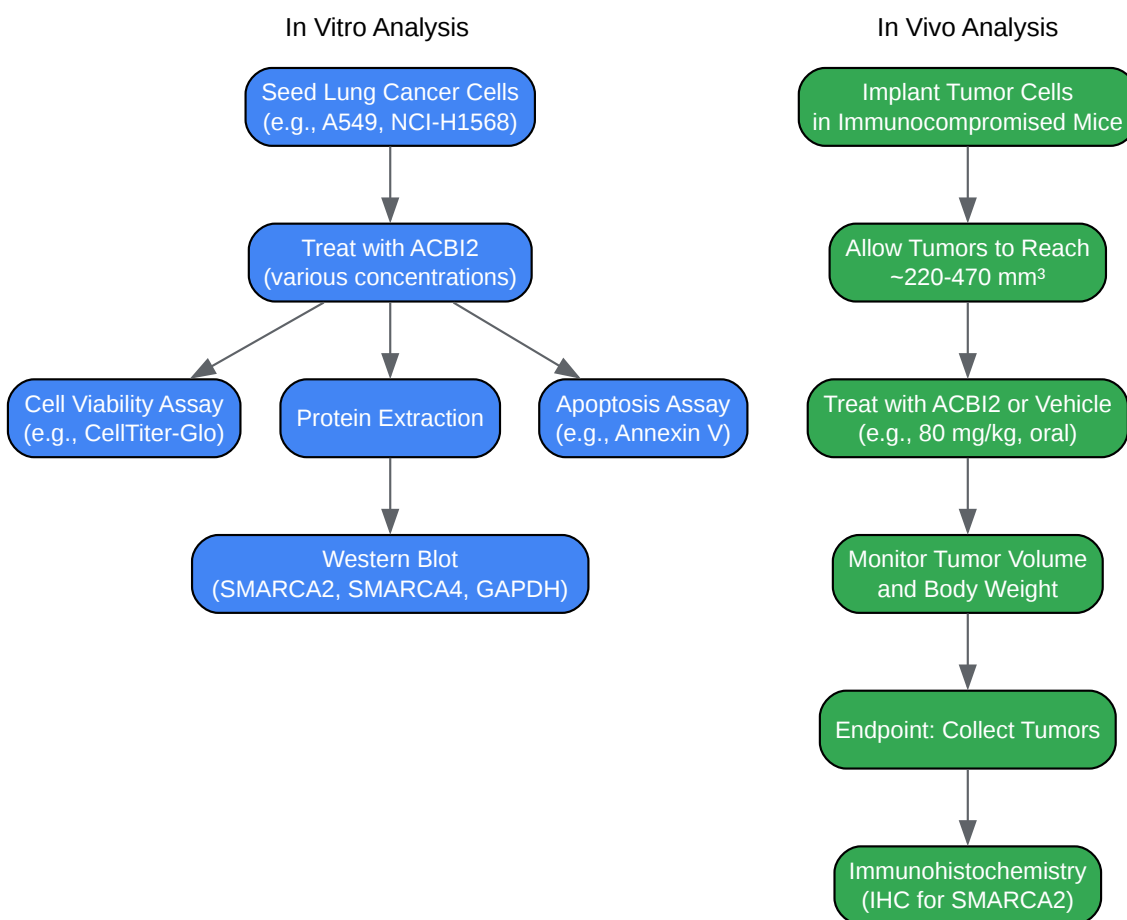 In Vitro Analysis
Seed Lung Cancer Cells
(e.g., A549, NCI-H1568)
Treat with ACBI2
(various concentrations)
Cell Viability Assay
(e.g., CellTiter-Glo)
Protein Extraction
Apoptosis Assay
(e.g., Annexin V)
Western Blot
(SMARCA2, SMARCA4, GAPDH)
In Vivo Analysis
Implant Tumor Cells
in Immunocompromised Mice
Allow Tumors to Reach
~220-470 mm³
Treat with ACBI2 or Vehicle
(e.g., 80 mg/kg, oral)
Monitor Tumor Volume
and Body Weight
Endpoint: Collect Tumors
Immunohistochemistry
(IHC for SMARCA2)